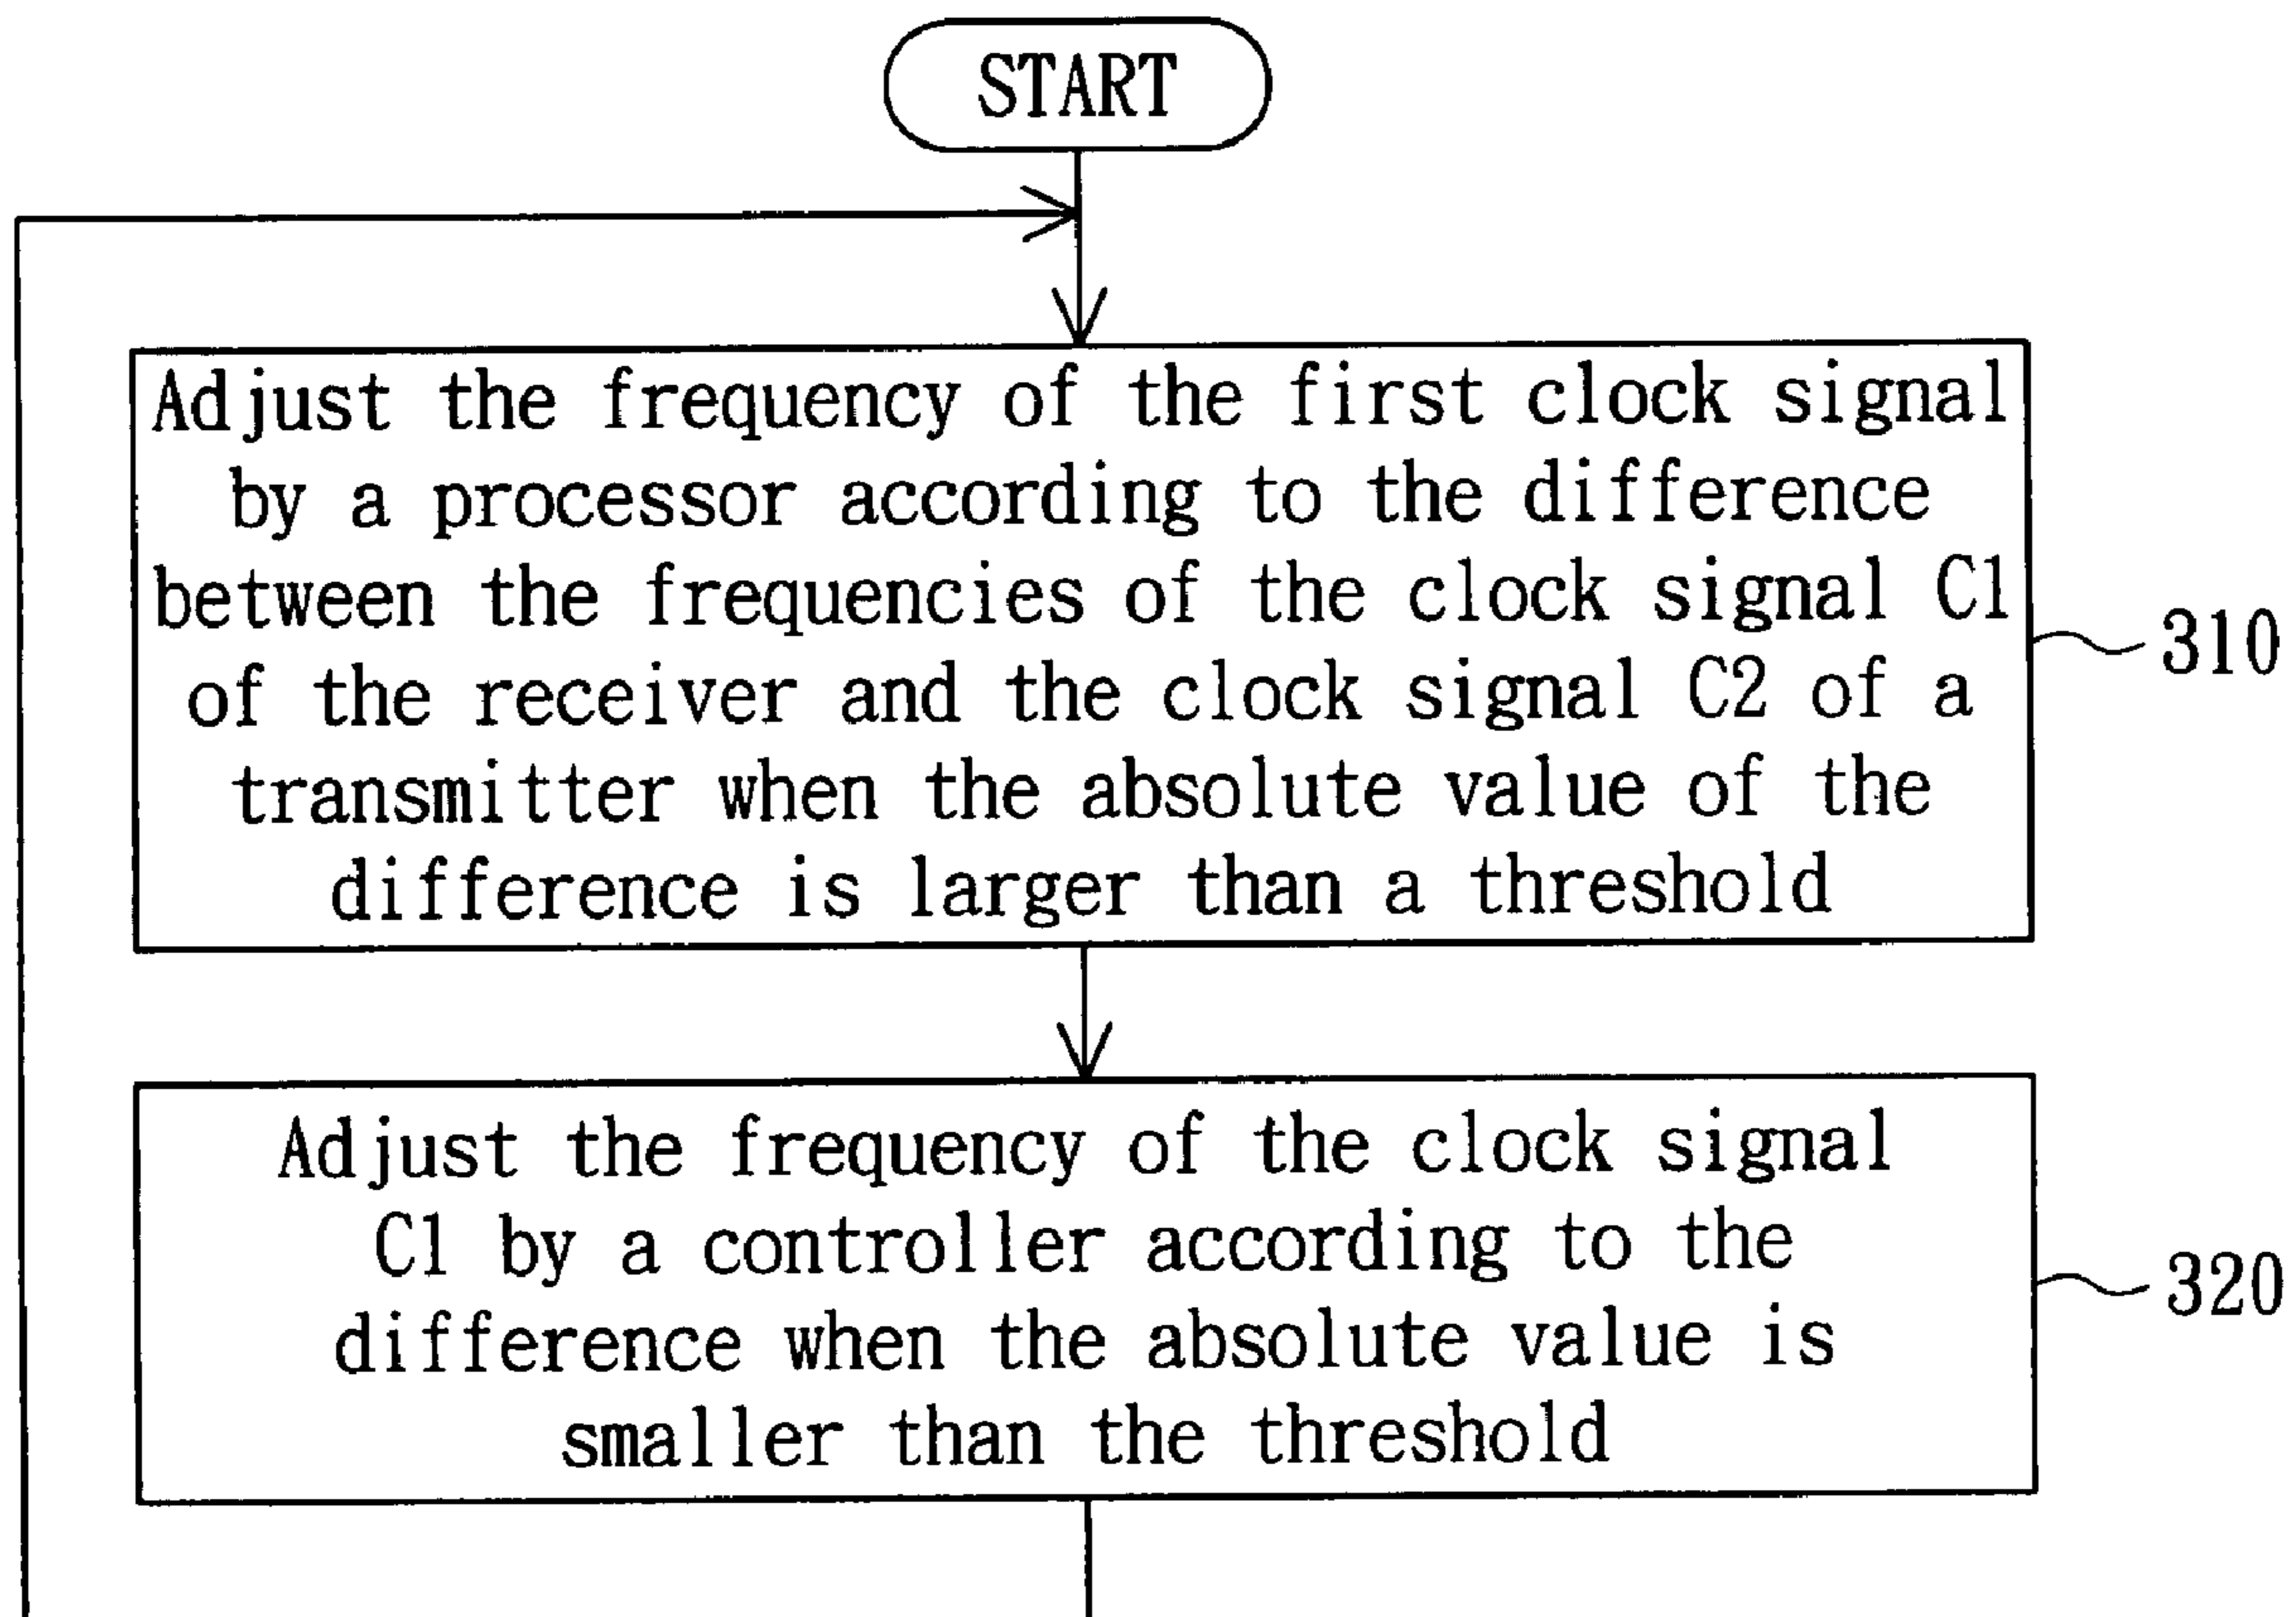 START
Adjust the frequency of the first clock signal
by a processor according to the difference
between the frequencies of the clock signal C1
of the receiver and the clock signal C2 of a
transmitter when the absolute value of the
difference is larger than a threshold
310
Adjust the frequency of the clock signal
C1 by a controller according to the
difference when the absolute value is
smaller than the threshold
320